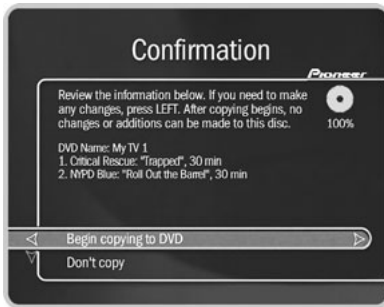 Confirmation
Pioneer
Review the information below. If you need to make
any changes, press LEFT. After copying begins, no
changes or additions can be made to this disc.
100%
DVD Name: My TV 1
1. Critical Rescue: "Trapped", 30 min
2. NYPD Blue: "Roll Out the Barrel", 30 min
Begin copying to DVD
Don't copy